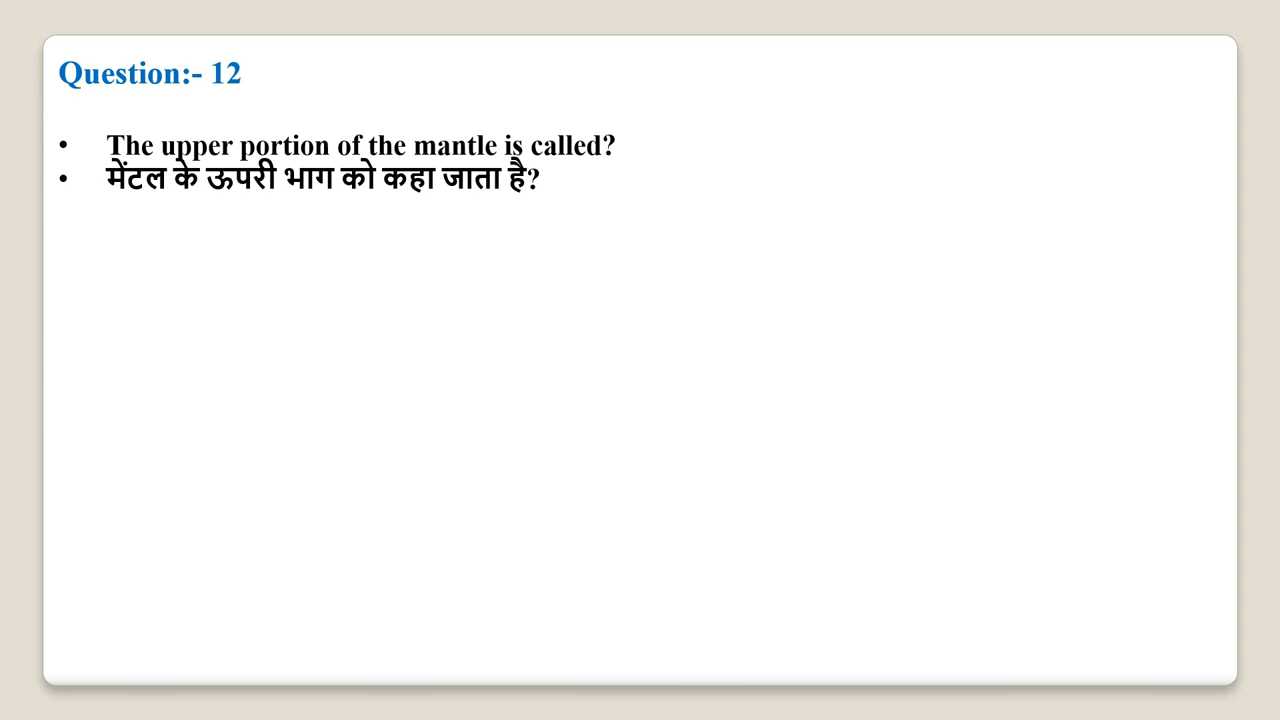 Question:- 12
• The upper portion of the mantle is called?
• मेंटल के ऊपरी भाग को कहा जाता है?